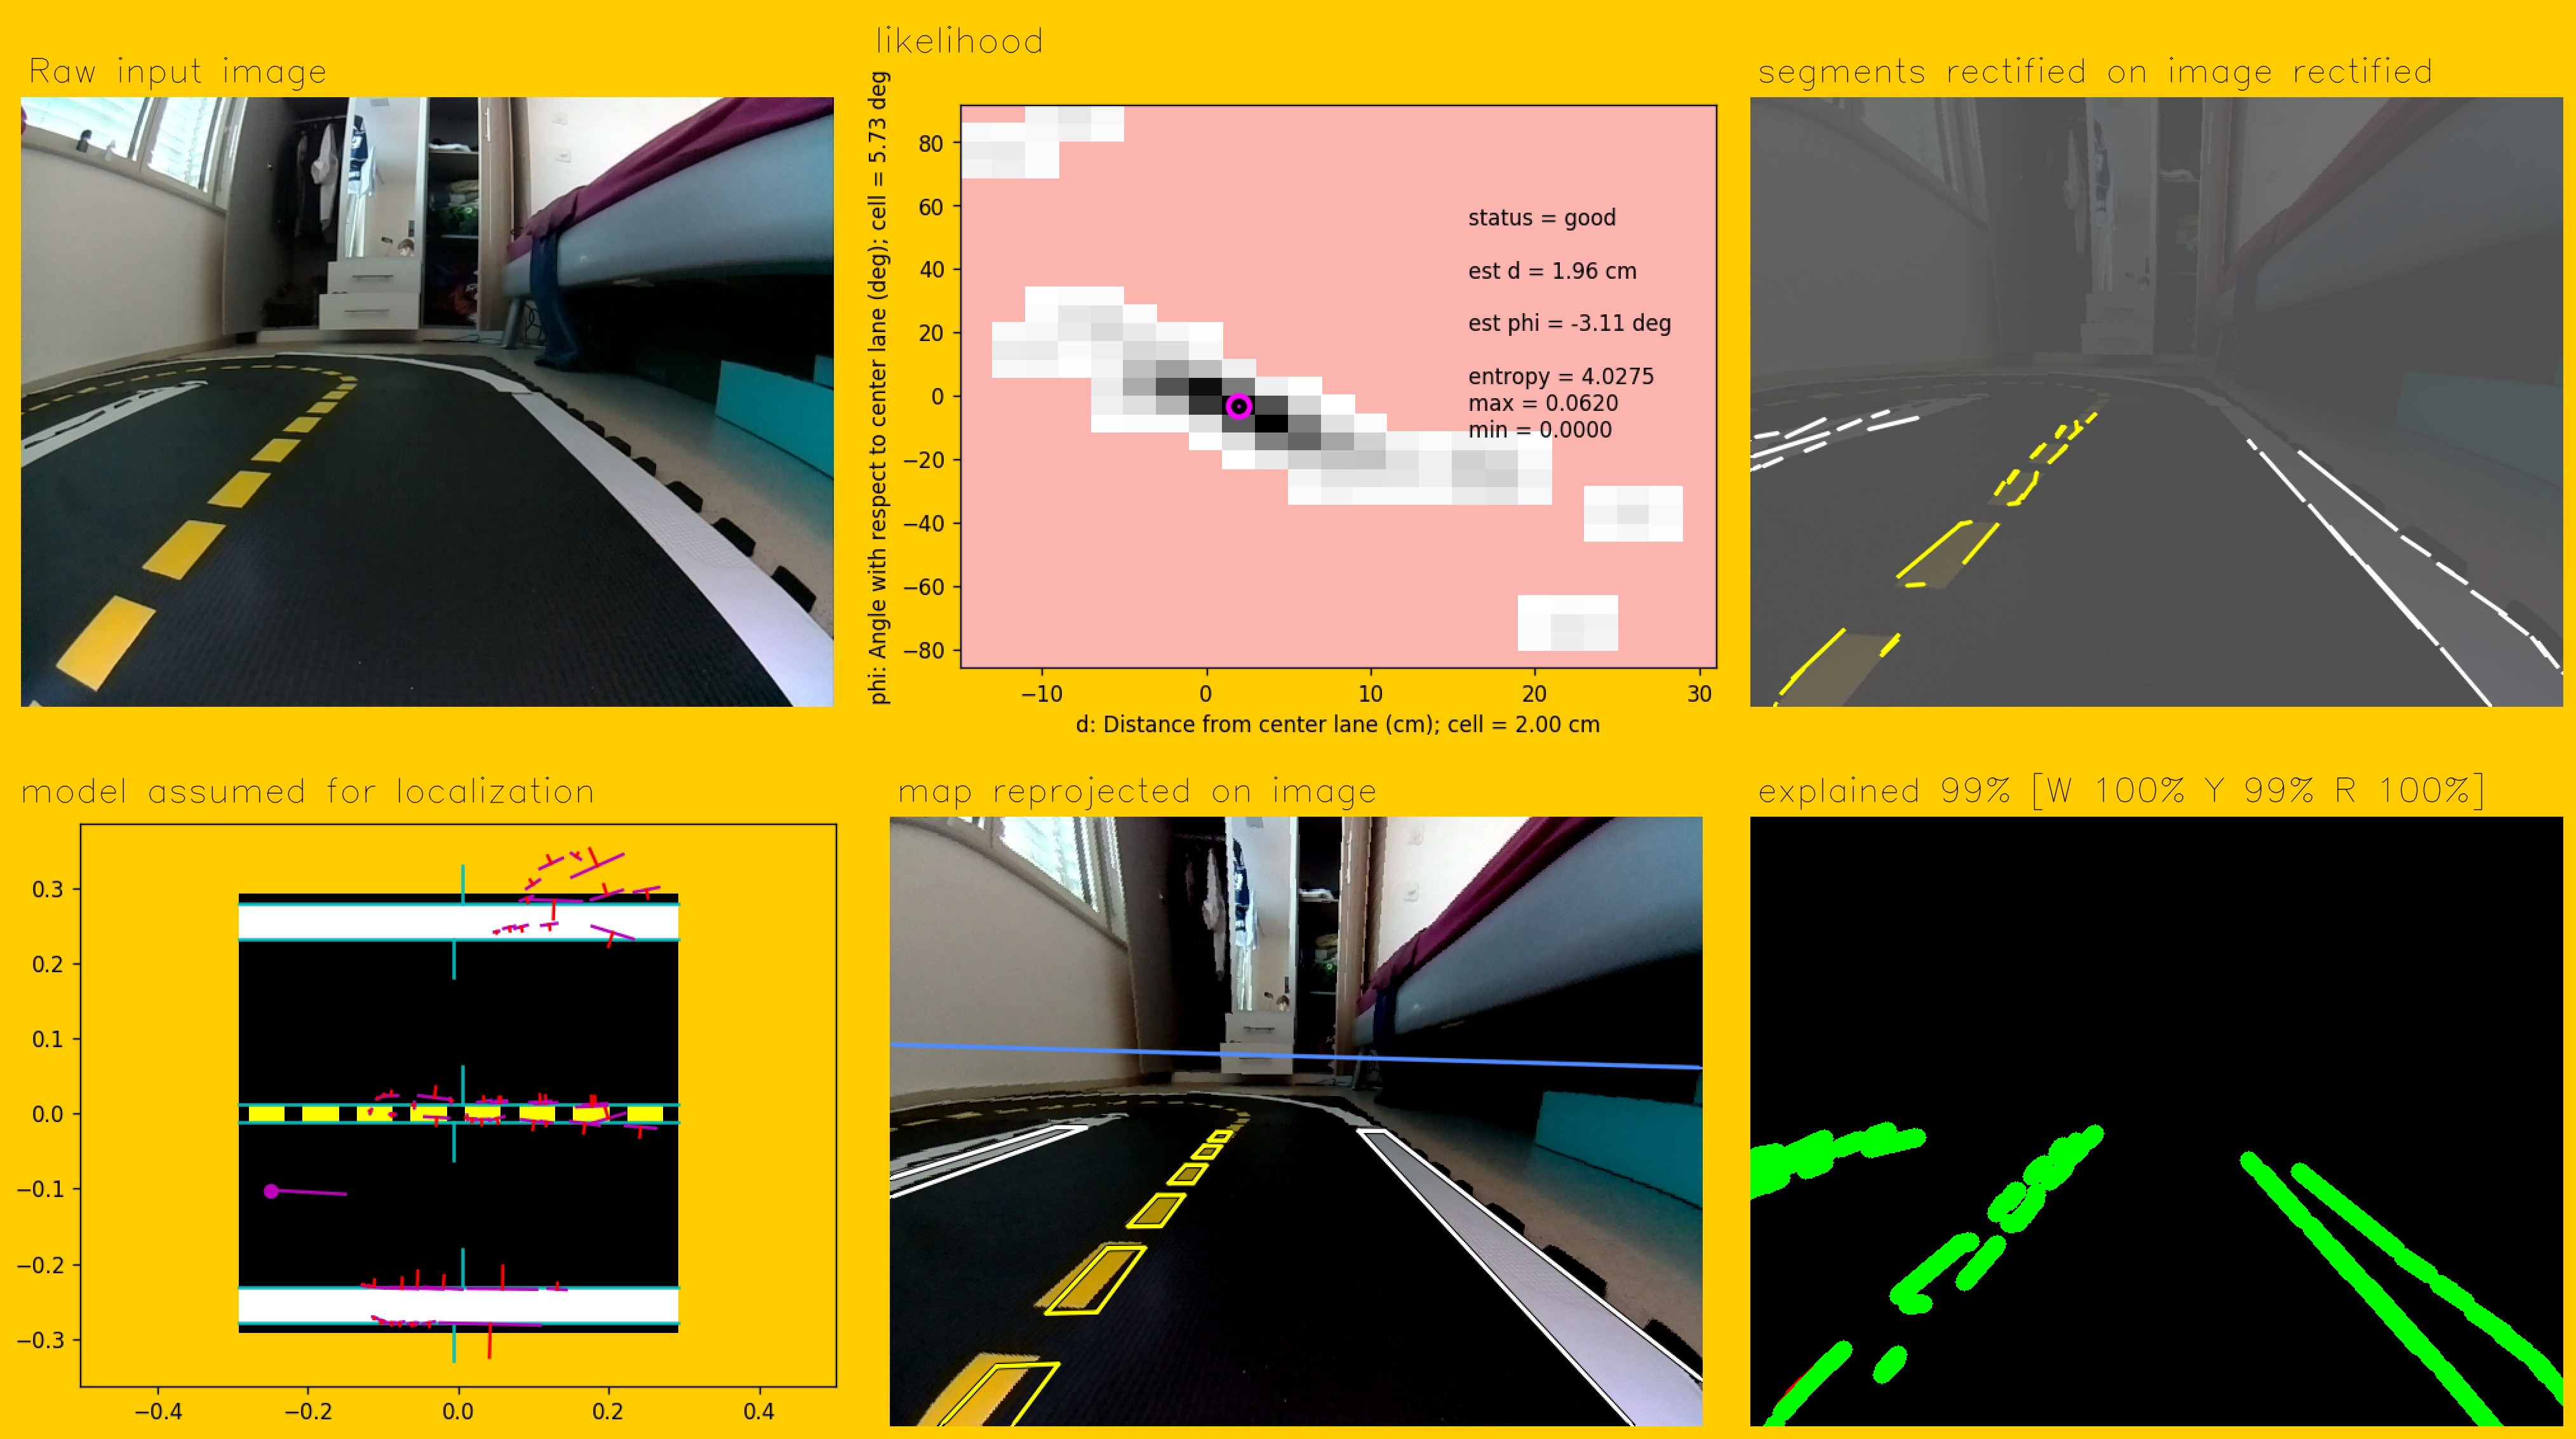 likelihood
Raw input image
segments rectified on image rectified
phi: Angle with respect to center lane (deg); cell = 5.73 deg
80
60
40
20
0
−20
−40
−60
−80
status = good
est d = 1.96 cm
est phi = -3.11 deg
entropy = 4.0275
max = 0.0620
min = 0.0000
−10 0 10 20 30
d: Distance from center lane (cm); cell = 2.00 cm
model assumed for localization
map reprojected on image
explained 99% [W 100% Y 99% R 100%]
0.3
0.2
0.1
0.0
−0.1
−0.2
−0.3
−0.4 −0.2 0.0 0.2 0.4